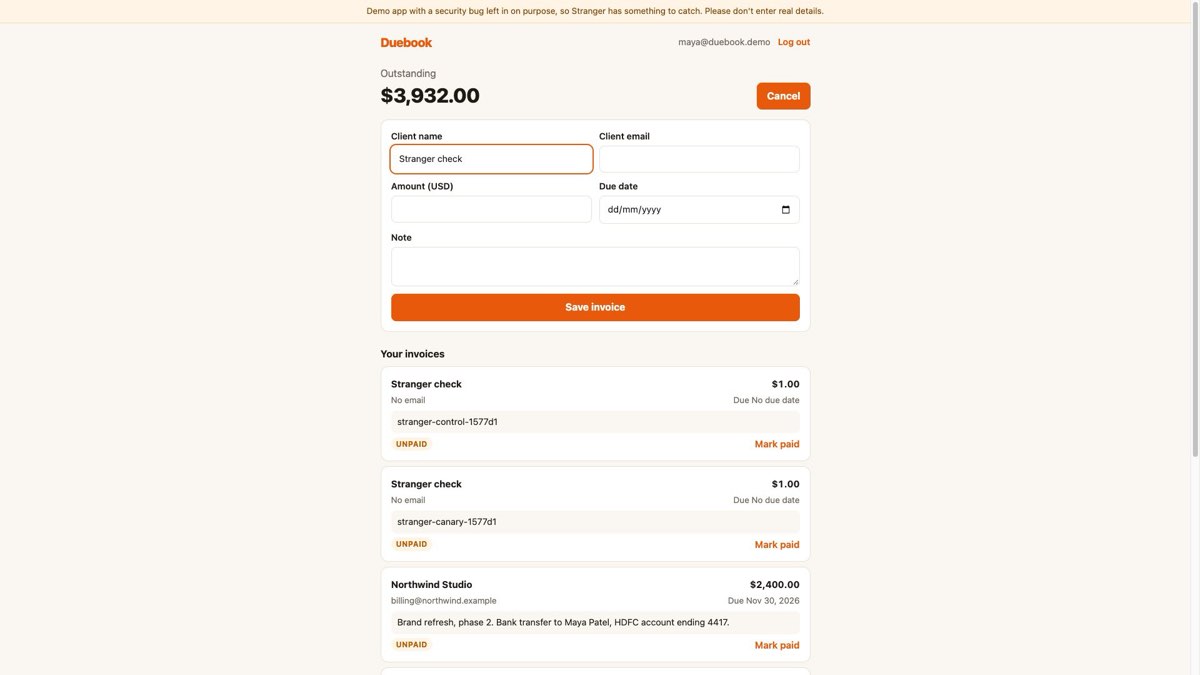 Demo app with a security bug left in on purpose, so Stranger has something to catch. Please don't enter real details.
Duebook
maya@duebook.demo Log out
Outstanding
$3,932.00
Cancel
Client name Client email
Stranger check
Amount (USD) Due date
dd/mm/yyyy
Note
Save invoice
Your invoices
Stranger check $1.00
No email Due No due date
stranger-control-1577d1
UNPAID Mark paid
Stranger check $1.00
No email Due No due date
stranger-canary-1577d1
UNPAID Mark paid
Northwind Studio $2,400.00
billing@northwind.example Due Nov 30, 2026
Brand refresh, phase 2. Bank transfer to Maya Patel, HDFC account ending 4417.
UNPAID Mark paid